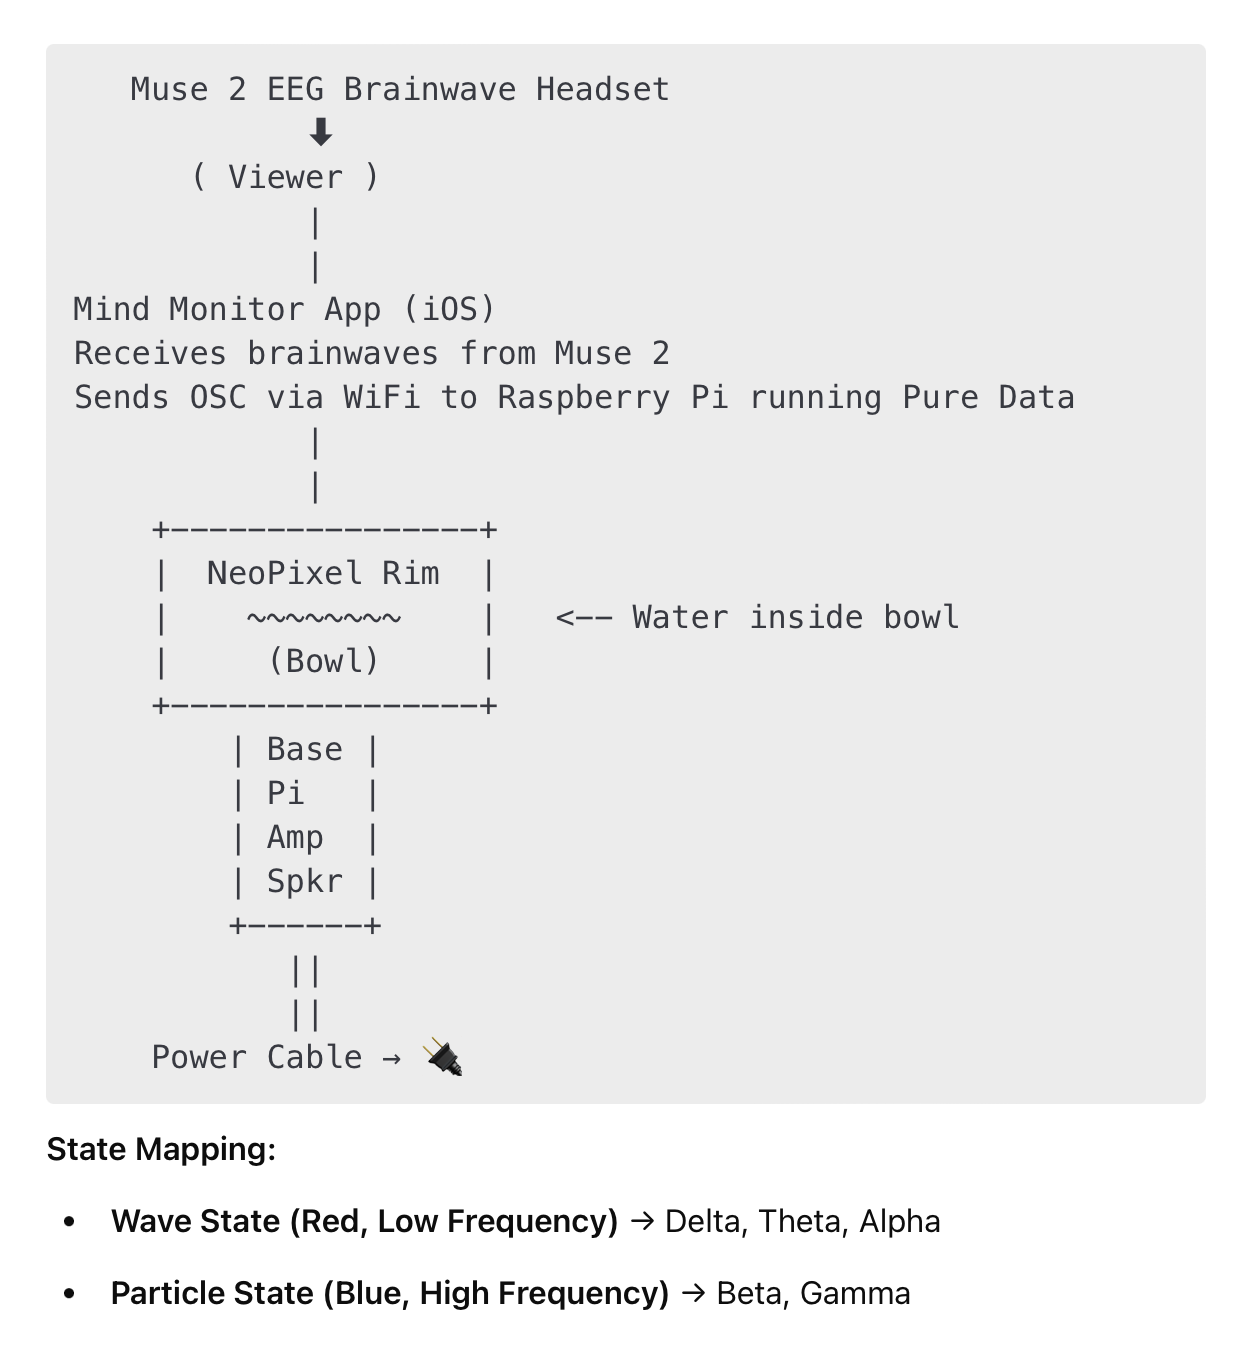 Muse 2 EEG Brainwave Headset
⬇
( Viewer )
|
|
Mind Monitor App (iOS)
Receives brainwaves from Muse 2
Sends OSC via WiFi to Raspberry Pi running Pure Data
|
|
+----------------+
|  NeoPixel Rim  |
|    ~~~~~~~~    |   <-- Water inside bowl
|     (Bowl)     |
+----------------+
| Base |
| Pi   |
| Amp  |
| Spkr |
+------+
||
||
Power Cable → 🔌
State Mapping:
• Wave State (Red, Low Frequency) → Delta, Theta, Alpha
• Particle State (Blue, High Frequency) → Beta, Gamma